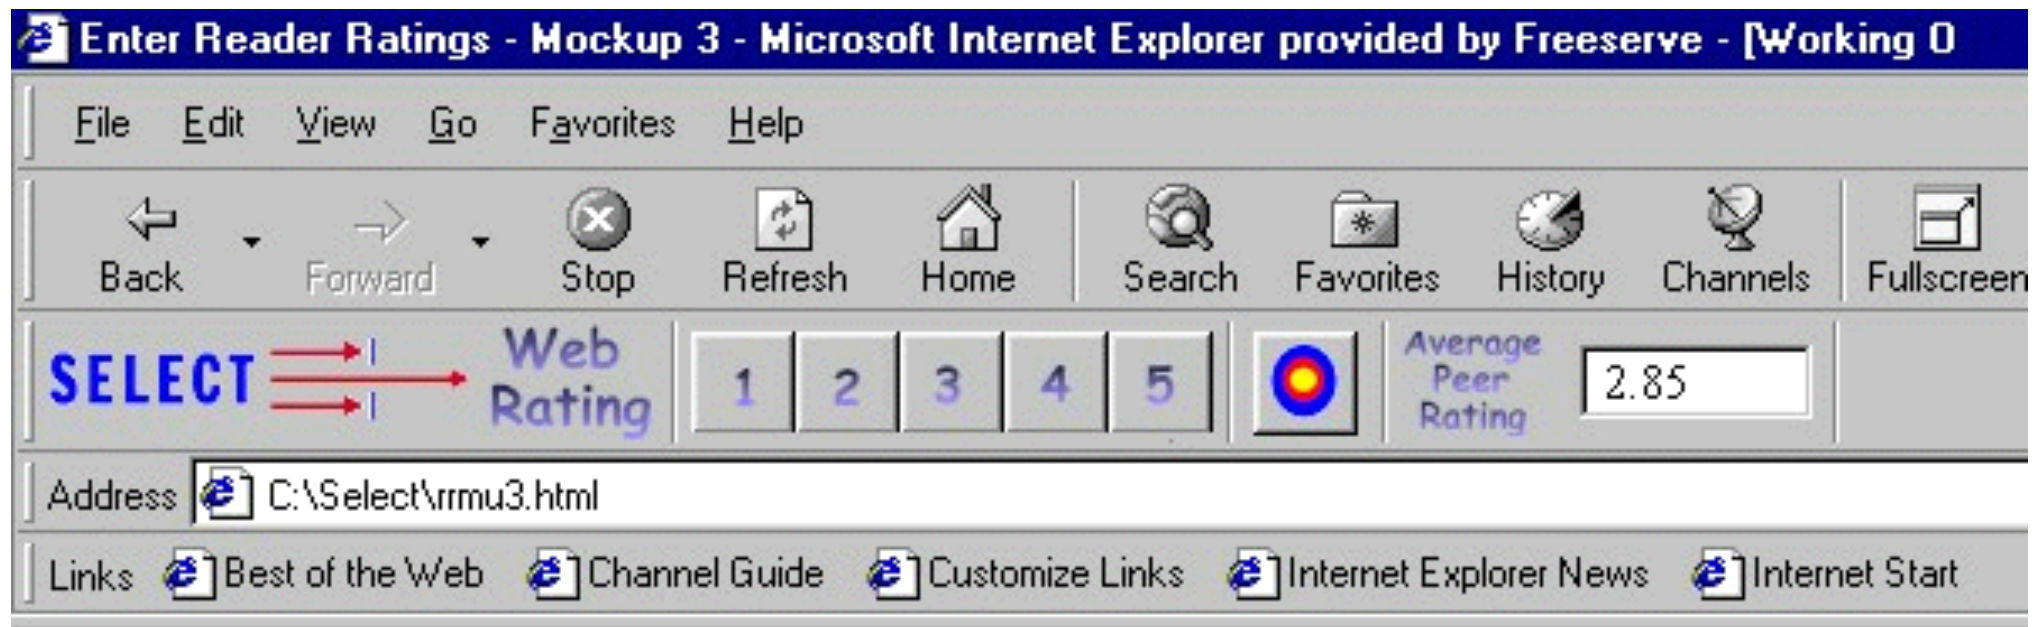 Enter Reader Ratings - Mockup 3 - Microsoft Internet Explorer provided by Freeserve - [Working O
File Edit View Go Favorites Help
Back Forward Stop Refresh Home Search Favorites History Channels Fullscreen
SELECT Web Rating 1 2 3 4 5 Average Peer Rating 2.85
Address C:\Select\rrmu3.html
Links Best of the Web Channel Guide Customize Links Internet Explorer News Internet Start